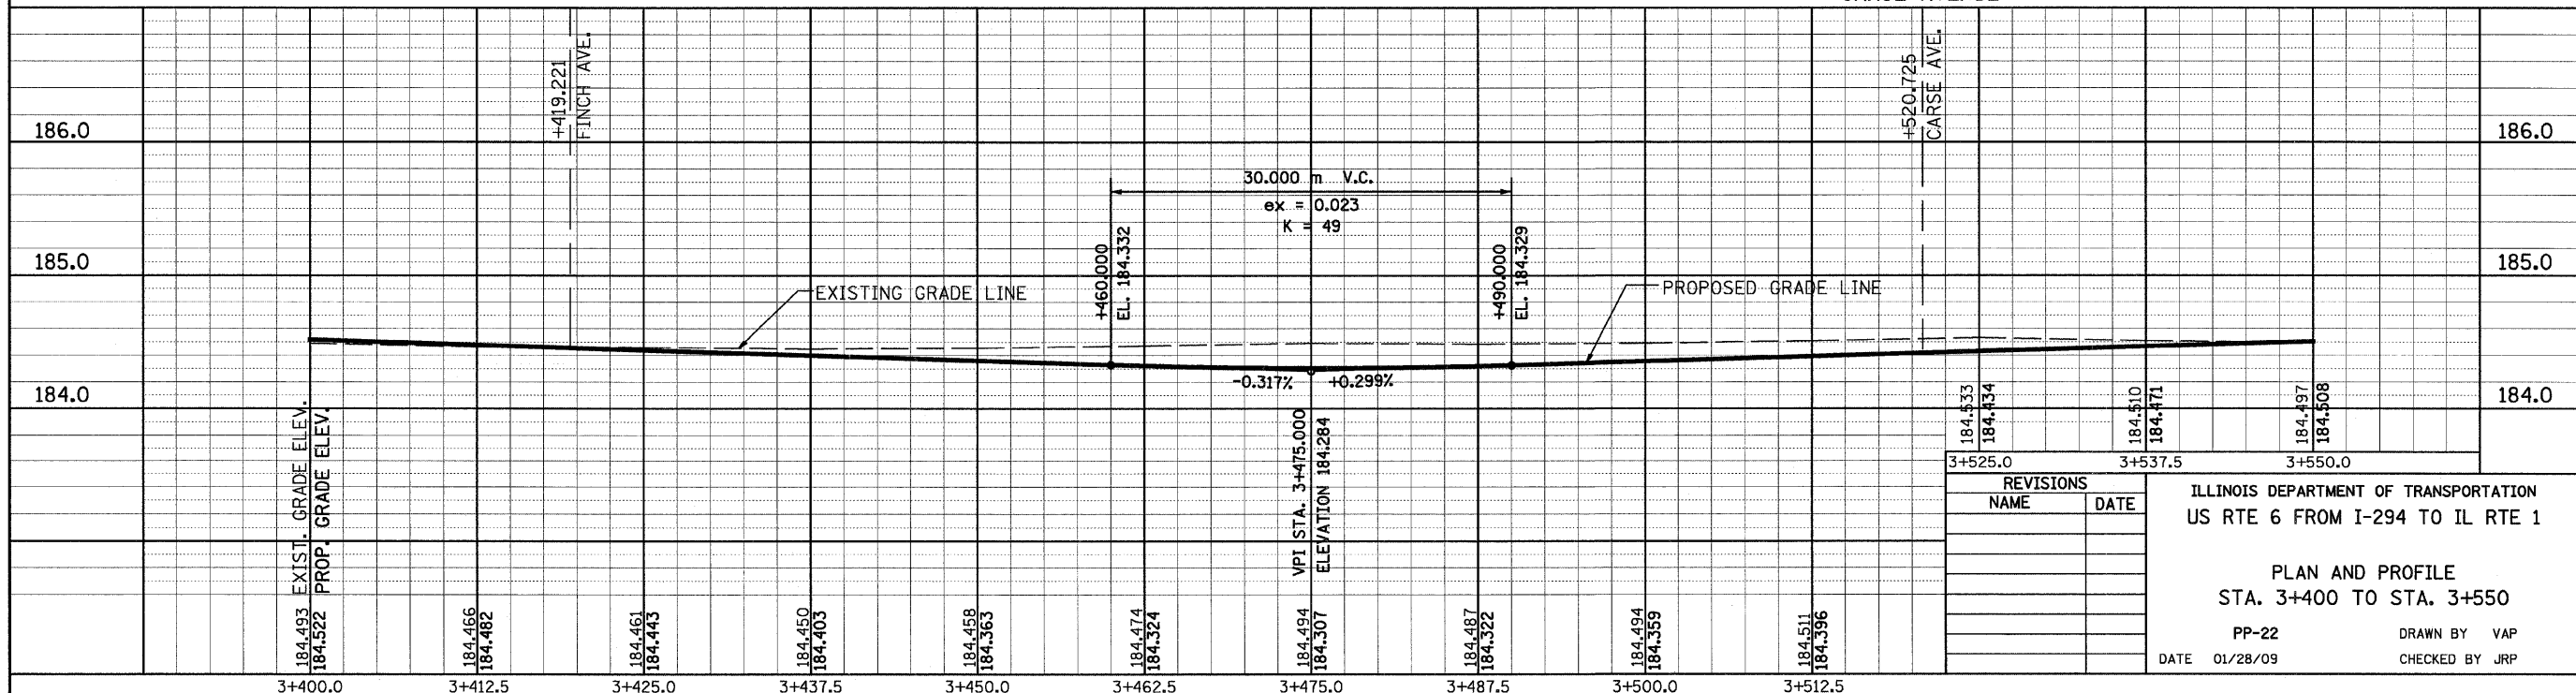 +419.221
FINCH AVE.
+520.725
CARSE AVE.
186.0
186.0
30.000 m V.C.
ex = 0.023
K = 49
+460.000
EL. 184.332
+490.000
EL. 184.329
185.0
185.0
EXISTING GRADE LINE
PROPOSED GRADE LINE
-0.317%
+0.299%
184.0
184.0
EXIST. GRADE ELEV.
PROP. GRADE ELEV.
VPI STA. 3+475.000
ELEVATION 184.284
184.533
184.434
184.510
184.471
184.497
184.508
3+525.0
3+537.5
3+550.0
184.493
184.522
184.466
184.482
184.461
184.443
184.450
184.403
184.458
184.363
184.474
184.324
184.494
184.307
184.487
184.322
184.494
184.359
184.511
184.396
3+400.0
3+412.5
3+425.0
3+437.5
3+450.0
3+462.5
3+475.0
3+487.5
3+500.0
3+512.5
REVISIONS
NAME
DATE
ILLINOIS DEPARTMENT OF TRANSPORTATION
US RTE 6 FROM I-294 TO IL RTE 1
PLAN AND PROFILE
STA. 3+400 TO STA. 3+550
PP-22
DRAWN BY VAP
DATE 01/28/09
CHECKED BY JRP